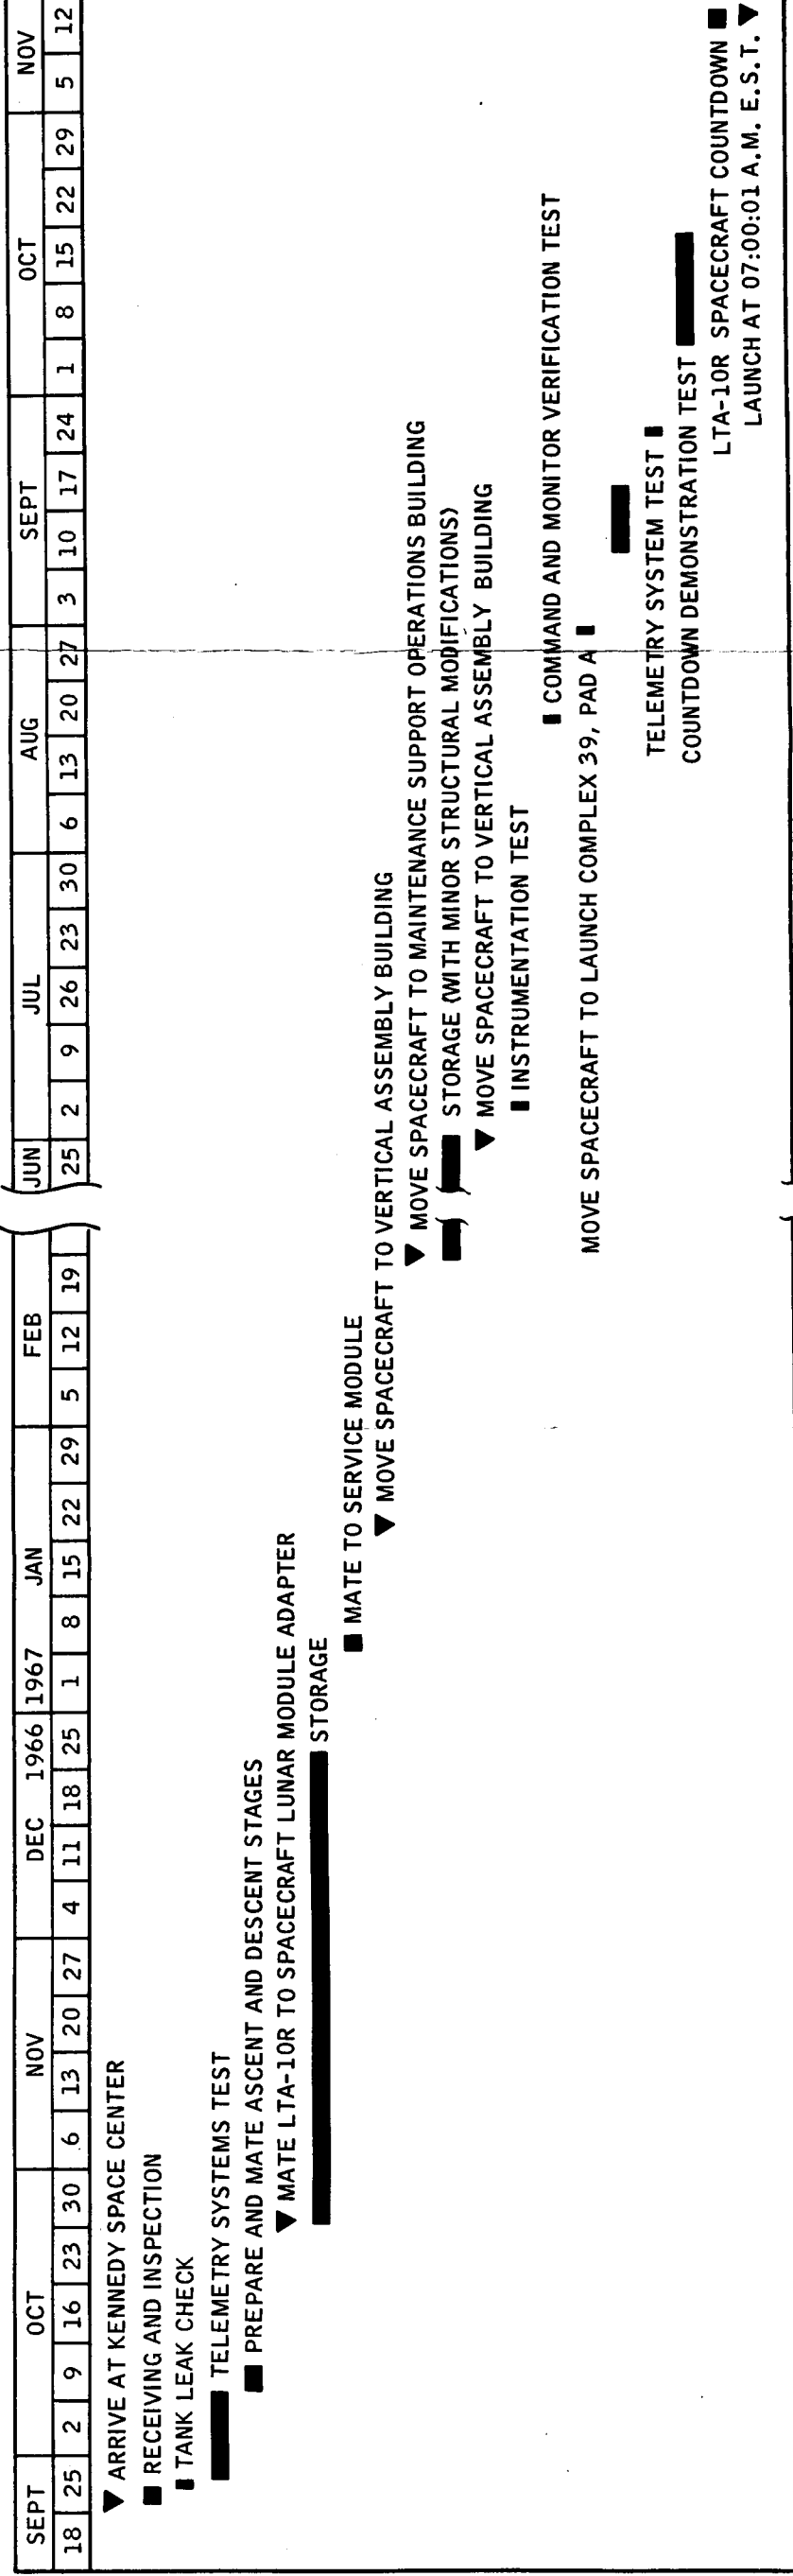 SEPT OCT NOV DEC 1966 1967 JAN FEB JUN JUL AUG SEPT OCT NOV
18 25 2 9 16 23 30 6 13 20 27 4 11 18 25 1 8 15 22 29 5 12 19 25 2 9 26 23 30 6 13 20 27 3 10 17 24 1 8 15 22 29 5 12
ARRIVE AT KENNEDY SPACE CENTER
RECEIVING AND INSPECTION
TANK LEAK CHECK
TELEMETRY SYSTEMS TEST
PREPARE AND MATE ASCENT AND DESCENT STAGES
MATE LTA-10R TO SPACECRAFT LUNAR MODULE ADAPTER
STORAGE
MATE TO SERVICE MODULE
MOVE SPACECRAFT TO VERTICAL ASSEMBLY BUILDING
MOVE SPACECRAFT TO MAINTENANCE SUPPORT OPERATIONS BUILDING
STORAGE (WITH MINOR STRUCTURAL MODIFICATIONS)
MOVE SPACECRAFT TO VERTICAL ASSEMBLY BUILDING
INSTRUMENTATION TEST
COMMAND AND MONITOR VERIFICATION TEST
MOVE SPACECRAFT TO LAUNCH COMPLEX 39, PAD A
TELEMETRY SYSTEM TEST
COUNTDOWN DEMONSTRATION TEST
LTA-10R SPACECRAFT COUNTDOWN
LAUNCH AT 07:00:01 A.M. E.S.T.